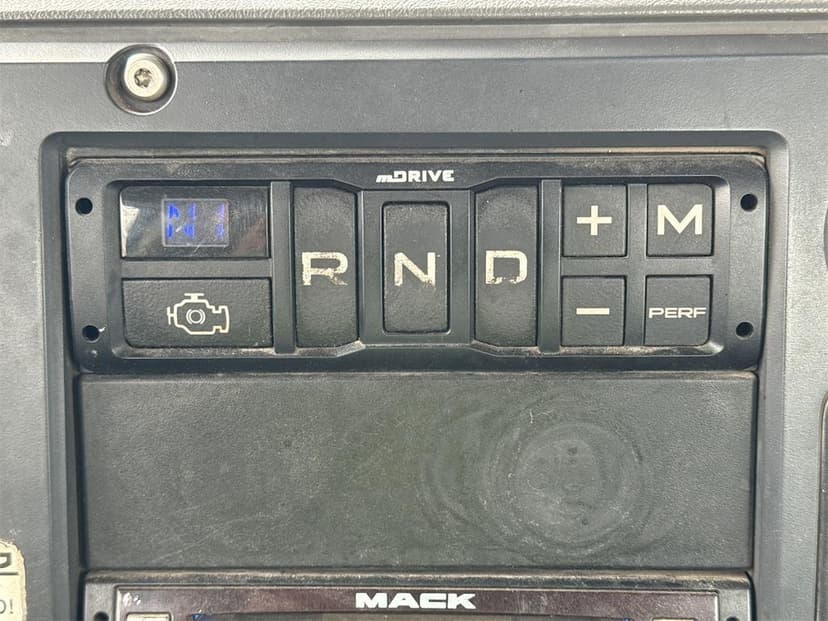 mDRIVE
R N D + M
- PERF
MACK